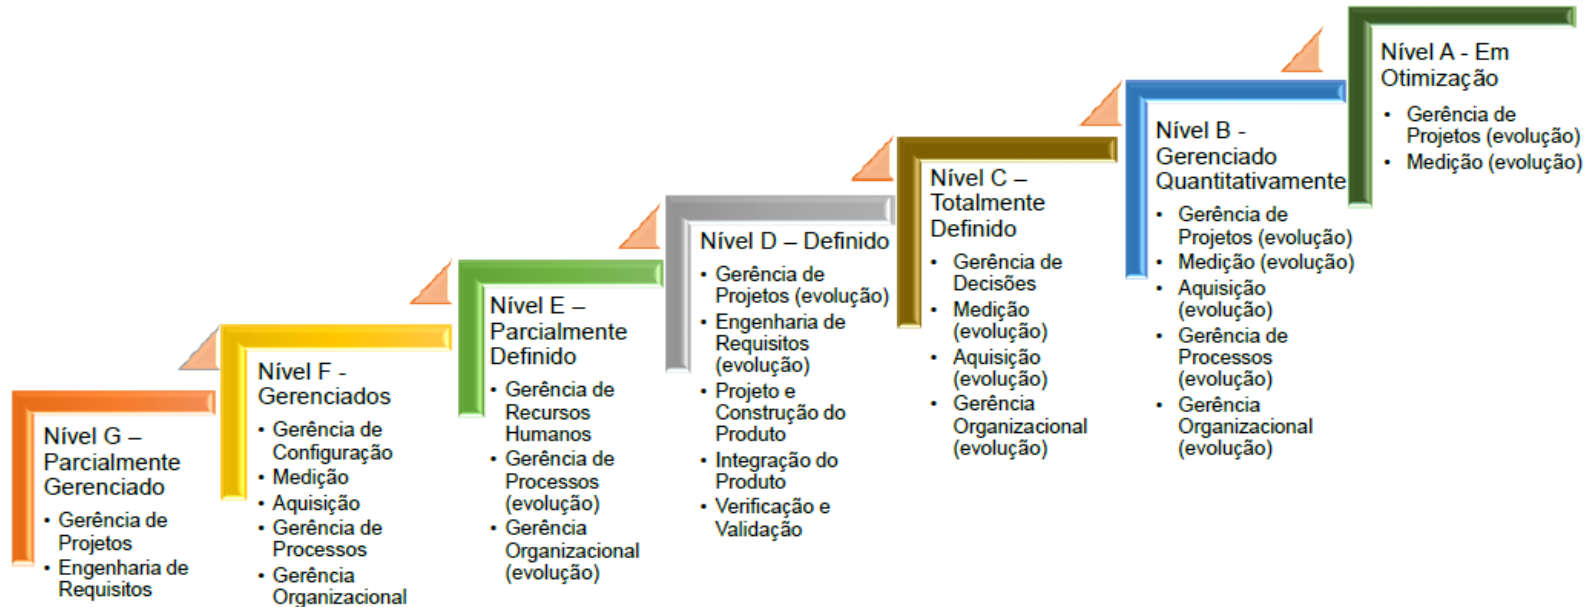 Nível G –
Parcialmente
Gerenciado
• Gerência de
Projetos
• Engenharia de
Requisitos
Nível F -
Gerenciados
• Gerência de
Configuração
• Medição
• Aquisição
• Gerência de
Processos
• Gerência
Organizacional
Nível E –
Parcialmente
Definido
• Gerência de
Recursos
Humanos
• Gerência de
Processos
(evolução)
• Gerência
Organizacional
(evolução)
Nível D – Definido
• Gerência de
Projetos (evolução)
• Engenharia de
Requisitos
(evolução)
• Projeto e
Construção do
Produto
• Integração do
Produto
• Verificação e
Validação
Nível C –
Totalmente
Definido
• Gerência de
Decisões
• Medição
(evolução)
• Aquisição
(evolução)
• Gerência
Organizacional
(evolução)
Nível B -
Gerenciado
Quantitativamente
• Gerência de
Projetos (evolução)
• Medição (evolução)
• Aquisição
(evolução)
• Gerência de
Processos
(evolução)
• Gerência
Organizacional
(evolução)
Nível A - Em
Otimização
• Gerência de
Projetos (evolução)
• Medição (evolução)